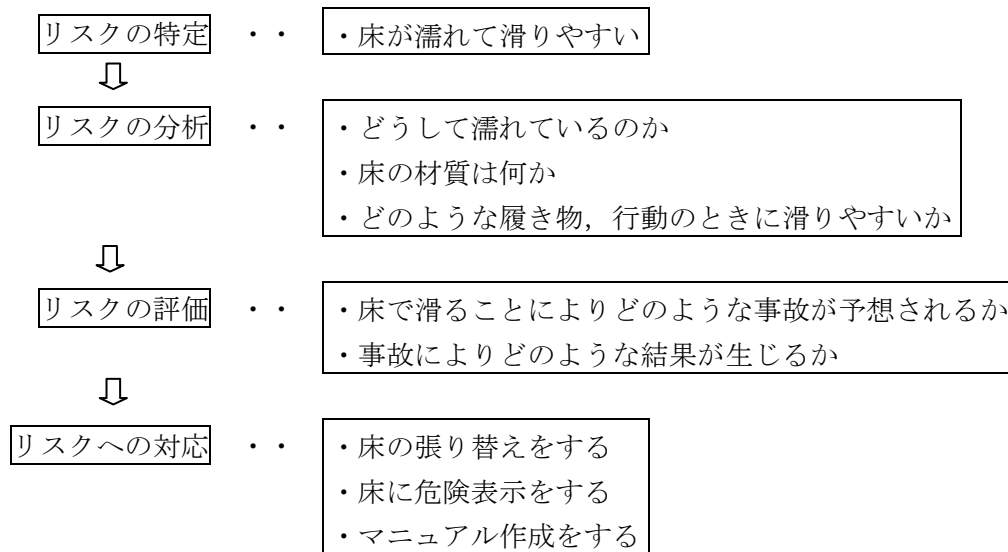 リスクの特定 ・・ ・床が濡れて滑りやすい
リスクの分析 ・・ ・どうして濡れているのか
・床の材質は何か
・どのような履き物，行動のときに滑りやすいか
リスクの評価 ・・ ・床で滑ることによりどのような事故が予想されるか
・事故によりどのような結果が生じるか
リスクへの対応 ・・ ・床の張り替えをする
・床に危険表示をする
・マニュアル作成をする